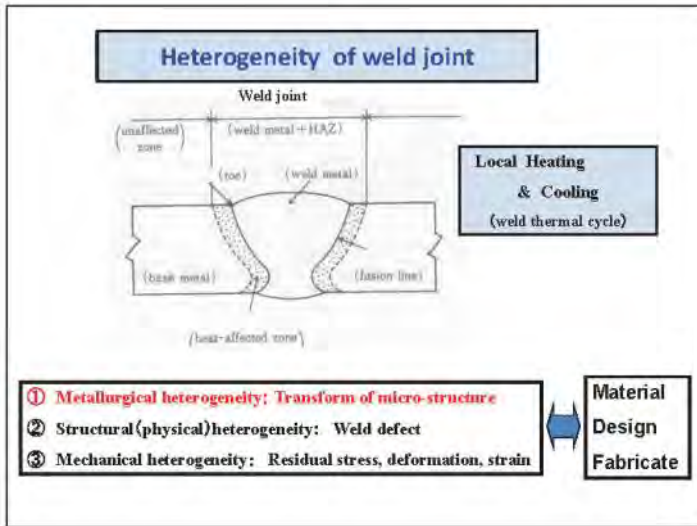 Heterogeneity of weld joint
Weld joint
(unaffected zone)
(weld metal+HAZ)
(toe)
(weld metal)
(base metal)
(fusion line)
(heat-affected zone)
Local Heating
& Cooling
(weld thermal cycle)
① Metallurgical heterogeneity: Transform of micro-structure
② Structural(physical)heterogeneity: Weld defect
③ Mechanical heterogeneity: Residual stress, deformation, strain
Material
Design
Fabricate